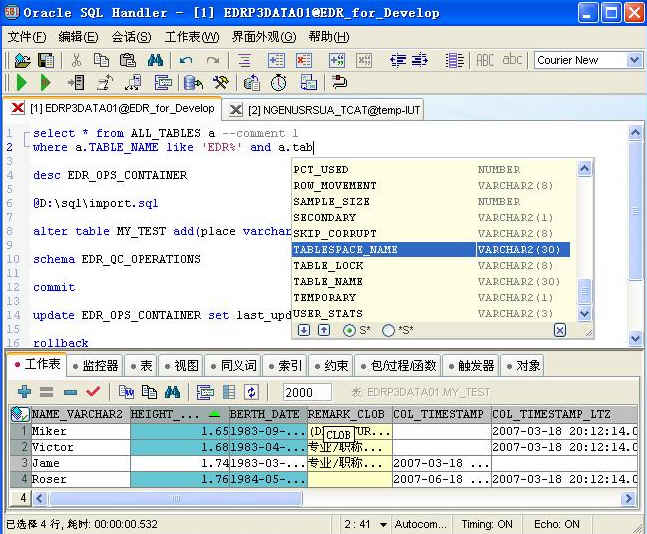 Oracle SQL Handler - [1] EDRP3DATA01@EDR_for_Develop
文件(F) 编辑(E) 会话(S) 工作表(W) 界面外观(G) 帮助(H)
ABC abc Courier New
[1] EDRP3DATA01@EDR_for_Develop [2] NGENUSRSUA_TCAT@temp-IUT
1 select * from ALL_TABLES a --comment 1
2 where a.TABLE_NAME like 'EDR%' and a.tab
4 desc EDR_OPS_CONTAINER
6 @D:\sql\import.sql
8 alter table MY_TEST add(place varchar
10 schema EDR_QC_OPERATIONS
12 commit
14 update EDR_OPS_CONTAINER set last_upd
16 rollback
PCT_USED NUMBER
ROW_MOVEMENT VARCHAR2(8)
SAMPLE_SIZE NUMBER
SECONDARY VARCHAR2(1)
SKIP_CORRUPT VARCHAR2(8)
TABLESPACE_NAME VARCHAR2(30)
TABLE_LOCK VARCHAR2(8)
TABLE_NAME VARCHAR2(30)
TEMPORARY VARCHAR2(1)
USER_STATS VARCHAR2(3)
S* *S*
工作表 监控器 表 视图 同义词 索引 约束 包/过程/函数 触发器 对象
2000 EDRP3DATA01.MY_TEST
NAME_VARCHAR2 HEIGHT_... BERTH_DATE REMARK_CLOB COL_TIMESTAMP COL_TIMESTAMP_LTZ
1 Miker 1.65 1983-09-... 2007-03-18 20:12:14.0
2 Victor 1.68 1983-04-... 专业/职称... 2007-03-18 20:12:14.0
3 Jame 1.74 1983-03-... 专业/职称... 2007-03-18 ...
4 Roser 1.76 1984-05-... 2007-06-18 ... 2007-03-18 20:12:14.0
CLOB
4
已选择 4 行, 耗时: 00:00:00.532 2 : 41 Autocom... Timing: ON Echo: ON